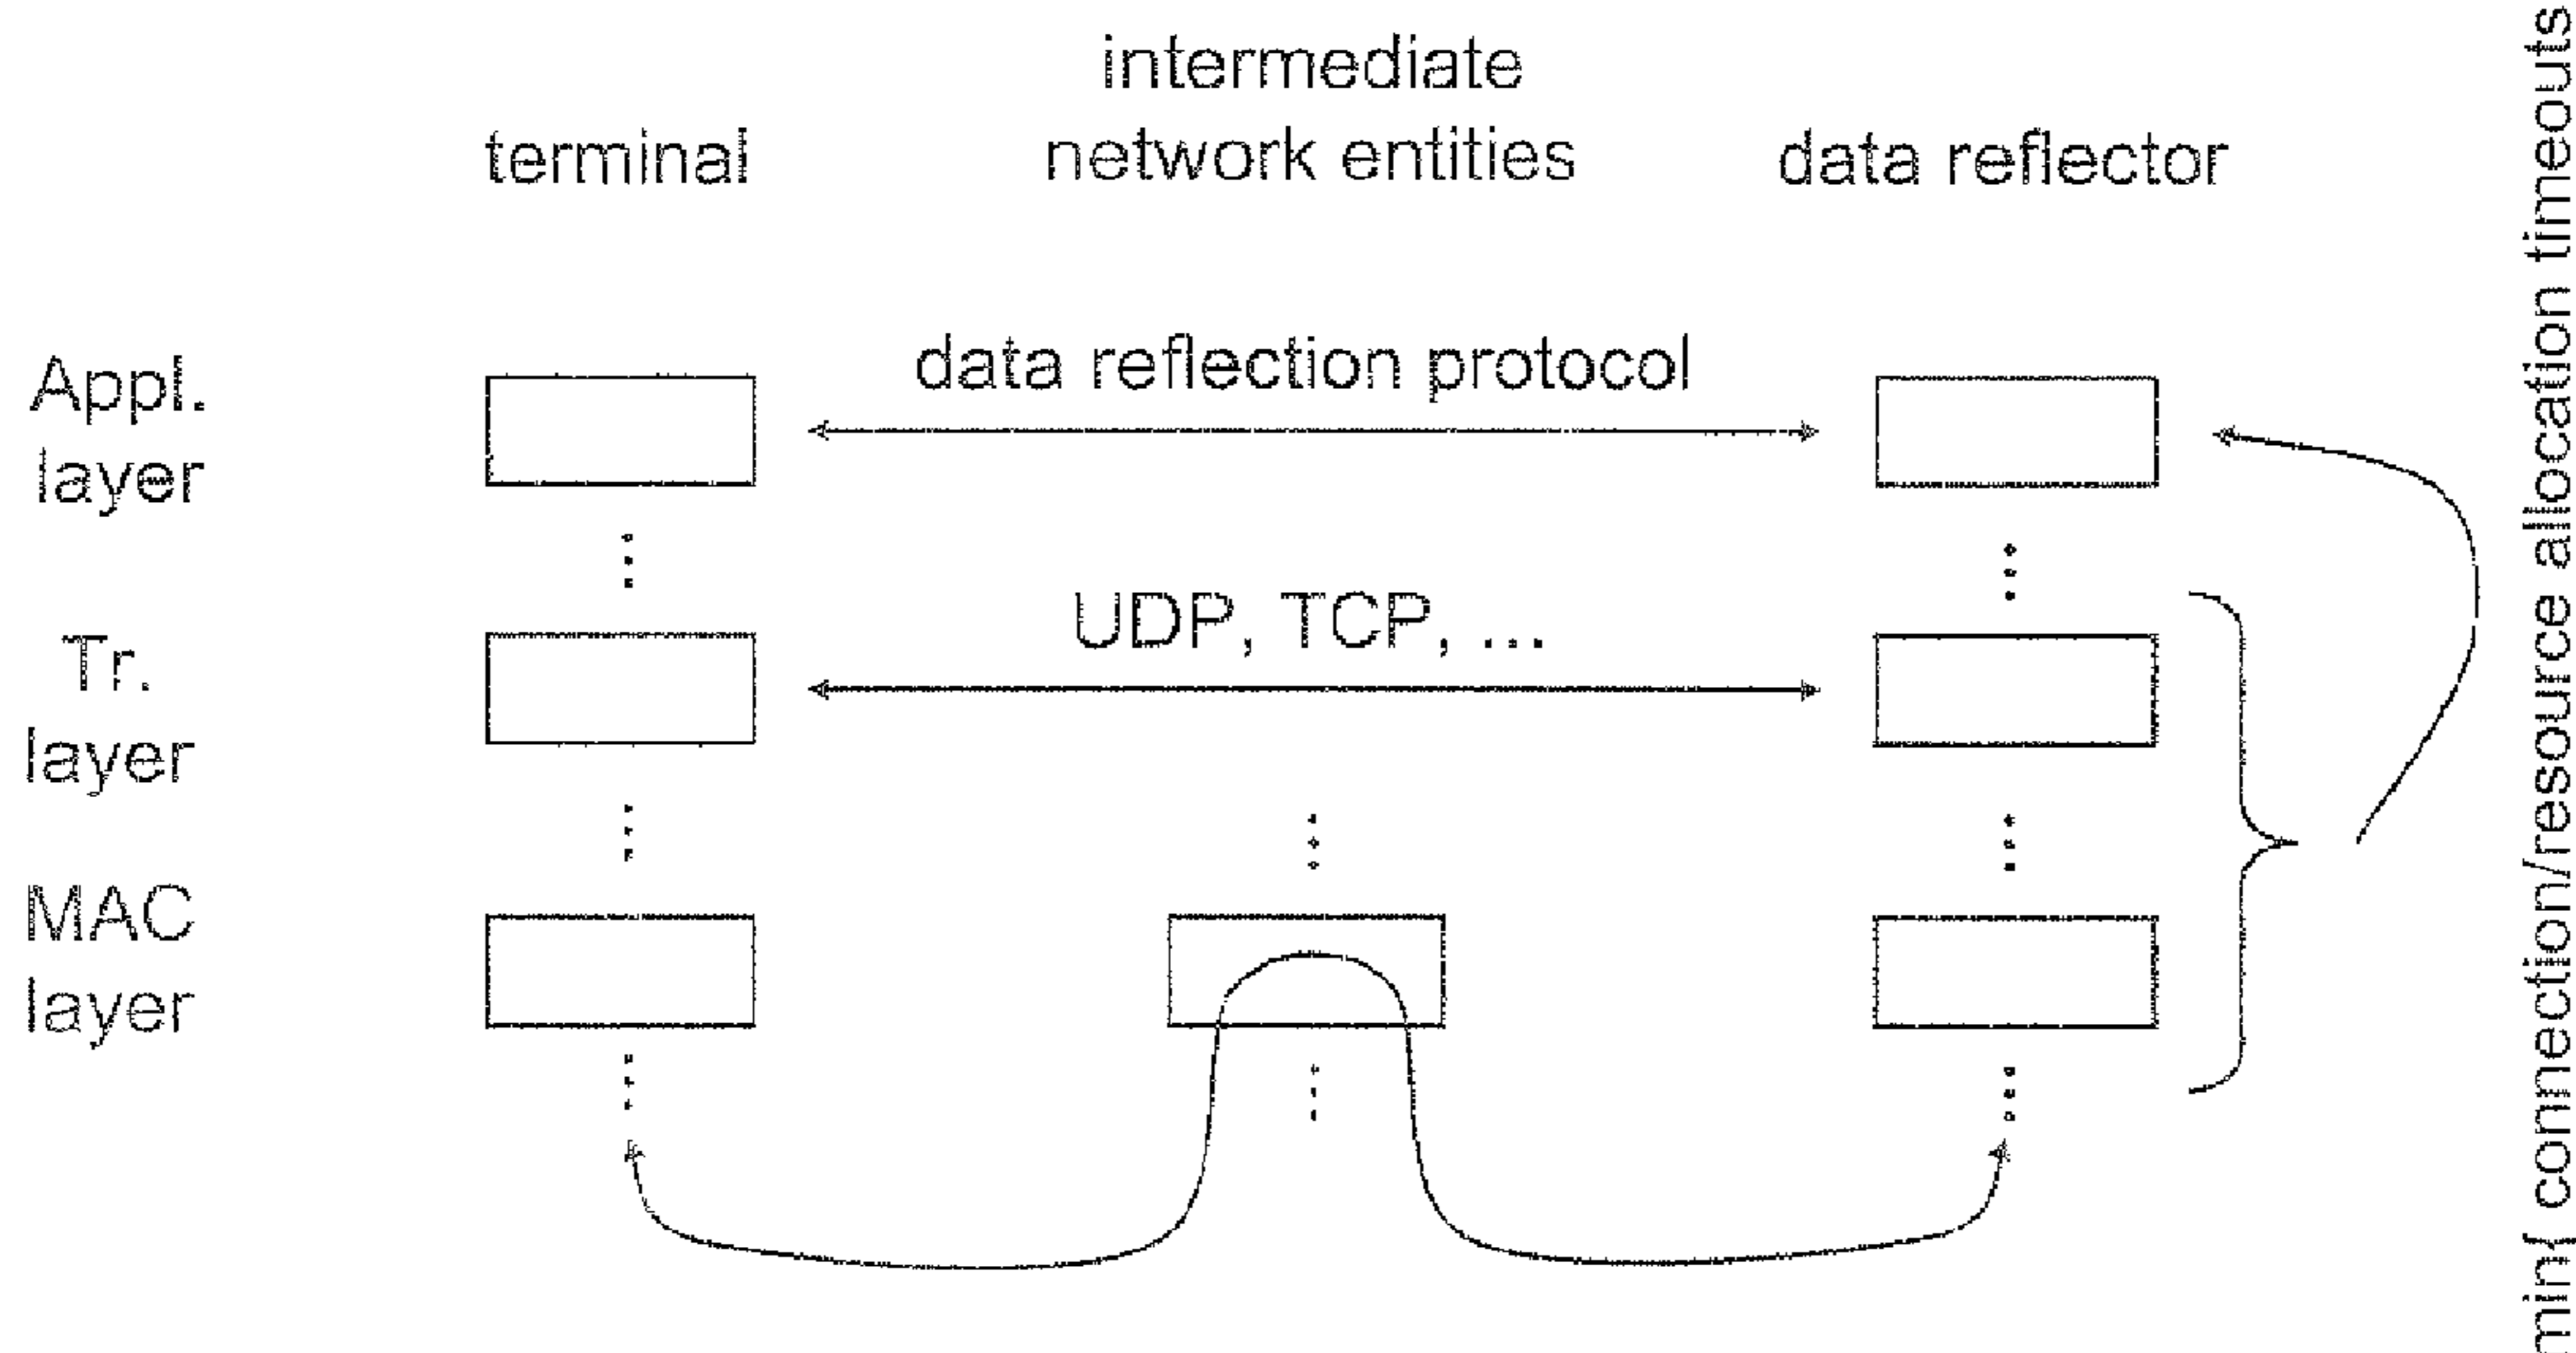 intermediate
network entities
terminal
data reflector
Appl.
layer
data reflection protocol
Tr.
layer
UDP, TCP, ...
MAC
layer
min{ connection/resource allocation timeouts